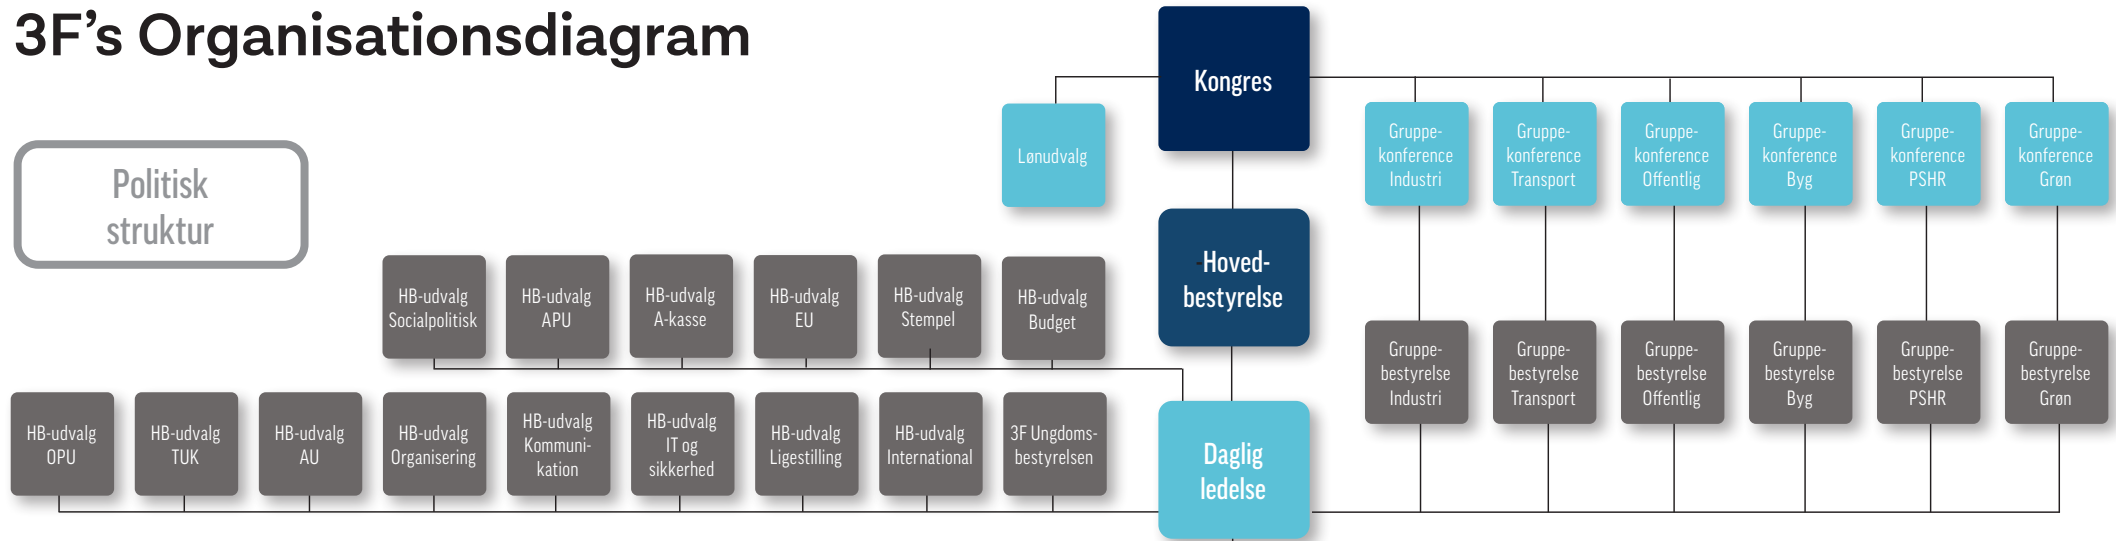 3F's Organisationsdiagram
Politisk
struktur
Kongres
Lønudvalg
Gruppe-
konference
Industri
Gruppe-
konference
Transport
Gruppe-
konference
Offentlig
Gruppe-
konference
Byg
Gruppe-
konference
PSHR
Gruppe-
konference
Grøn
-Hoved-
bestyrelse
HB-udvalg
Socialpolitisk
HB-udvalg
APU
HB-udvalg
A-kasse
HB-udvalg
EU
HB-udvalg
Stempel
HB-udvalg
Budget
Gruppe-
bestyrelse
Industri
Gruppe-
bestyrelse
Transport
Gruppe-
bestyrelse
Offentlig
Gruppe-
bestyrelse
Byg
Gruppe-
bestyrelse
PSHR
Gruppe-
bestyrelse
Grøn
HB-udvalg
OPU
HB-udvalg
TUK
HB-udvalg
AU
HB-udvalg
Organisering
HB-udvalg
Kommuni-
kation
HB-udvalg
IT og
sikkerhed
HB-udvalg
Ligestilling
HB-udvalg
International
3F Ungdoms-
bestyrelsen
Daglig
ledelse